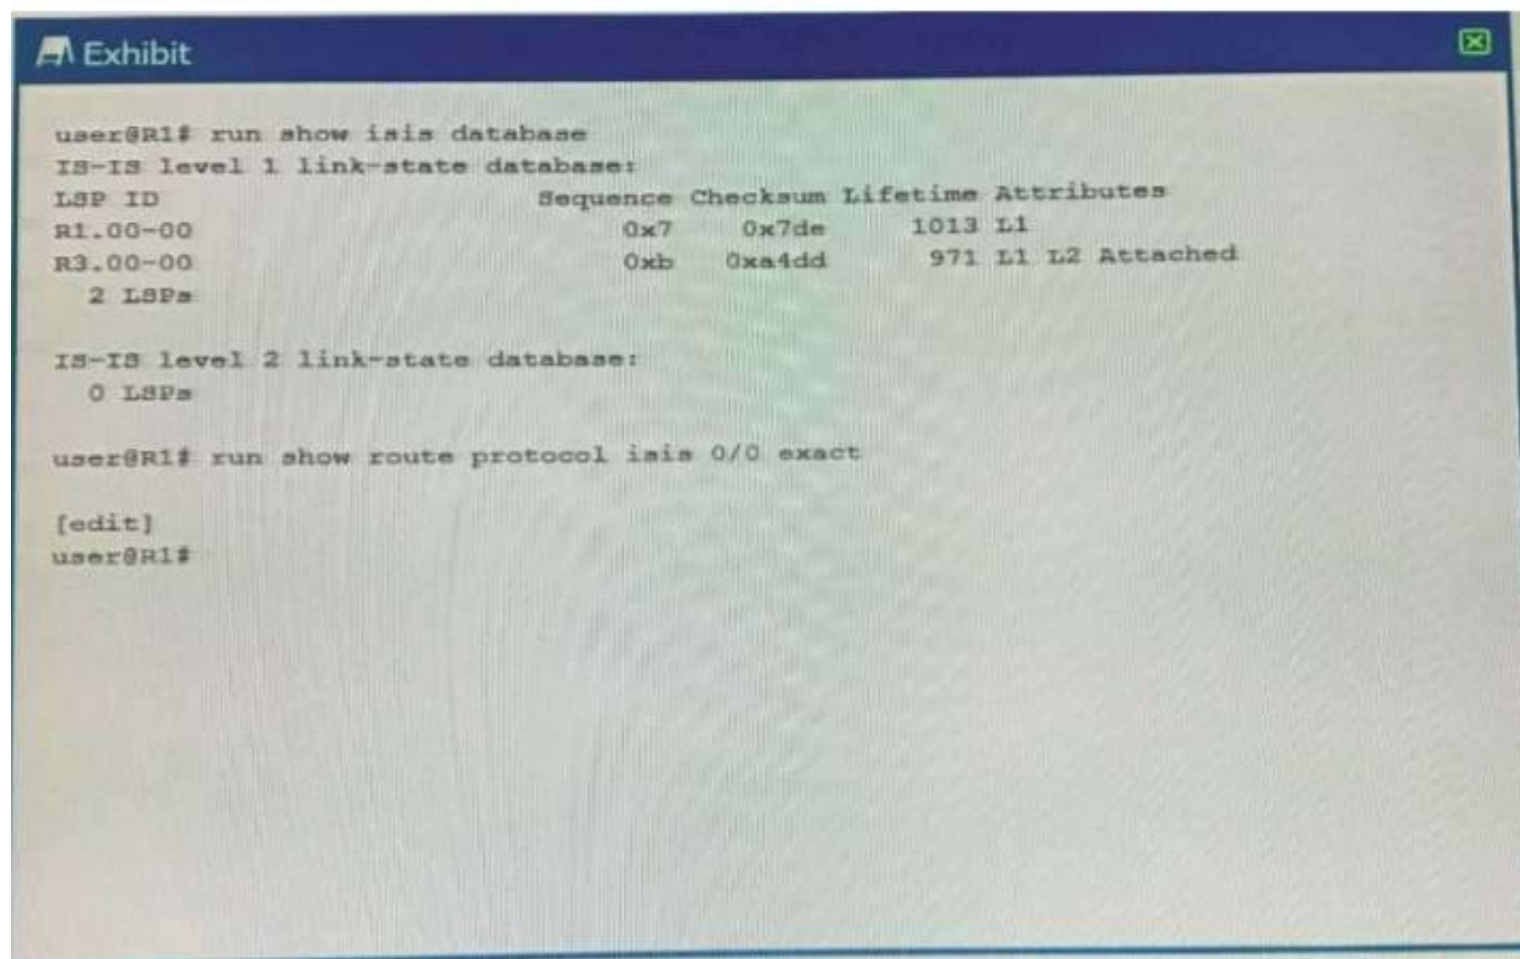 Exhibit
user@R1# run show isis database
IS-IS level 1 link-state database:
LSP ID Sequence Checksum Lifetime Attributes
R1.00-00 0x7 0x7de 1013 L1
R3.00-00 0xb 0xa4dd 971 L1 L2 Attached
2 LSPs
IS-IS level 2 link-state database:
0 LSPs
user@R1# run show route protocol isis 0/0 exact
[edit]
user@R1#